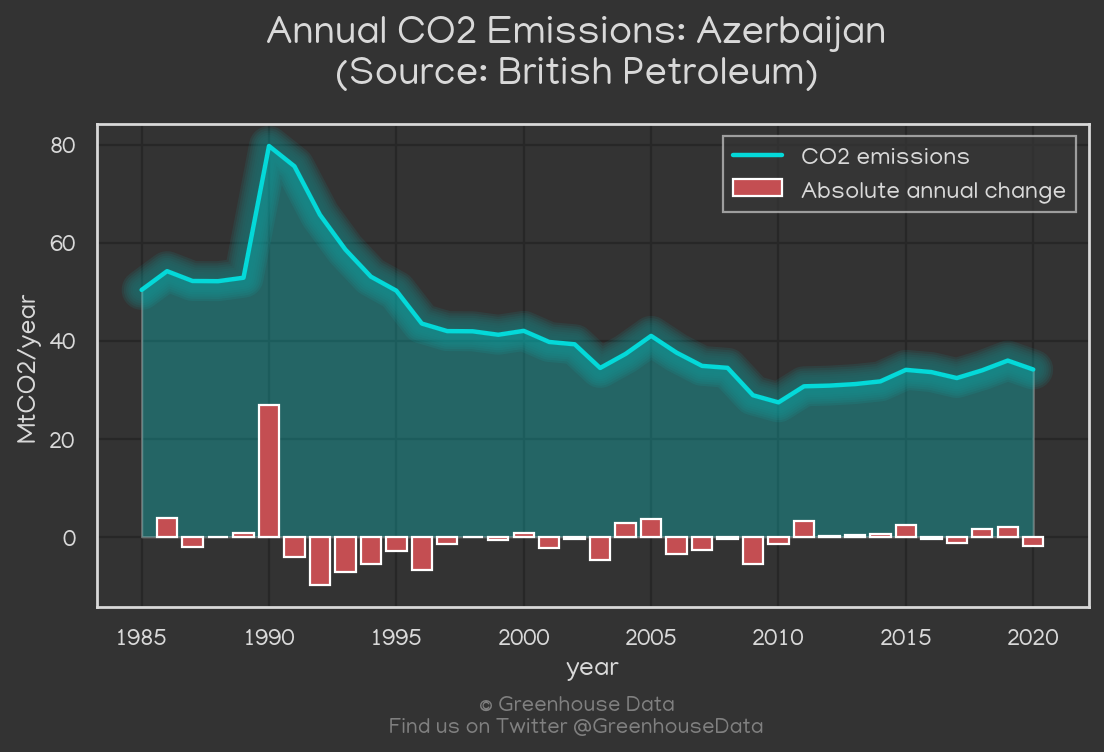 Annual CO2 Emissions: Azerbaijan
(Source: British Petroleum)
CO2 emissions
Absolute annual change
80
60
40
20
0
MtCO2/year
1985 1990 1995 2000 2005 2010 2015 2020
year
© Greenhouse Data
Find us on Twitter @GreenhouseData